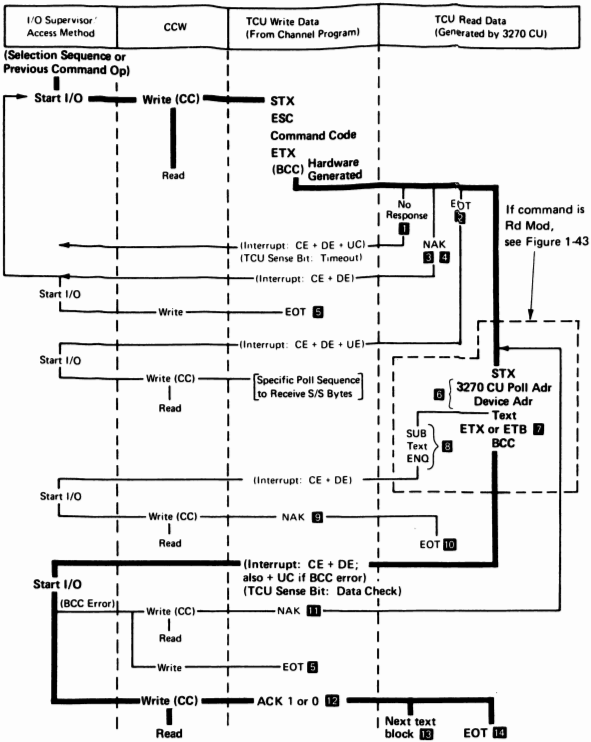 I/O Supervisor
Access Method
CCW
TCU Write Data
(From Channel Program)
TCU Read Data
(Generated by 3270 CU)
(Selection Sequence or
Previous Command Op)
Start I/O
Write (CC)
Read
STX
ESC
Command Code
ETX
(BCC) Hardware
Generated
No
Response
1
EOT
2
NAK
3 4
If command is
Rd Mod,
see Figure 1-43
(Interrupt: CE + DE + UC)
(TCU Sense Bit: Timeout)
(Interrupt: CE + DE)
Start I/O
Write
EOT 5
(Interrupt: CE + DE + UE)
Start I/O
Write (CC)
Read
Specific Poll Sequence
to Receive S/S Bytes
STX
6
3270 CU Poll Adr
Device Adr
Text
ETX or ETB 7
BCC
SUB
Text
ENQ
8
(Interrupt: CE + DE)
Start I/O
Write (CC)
Read
NAK 9
EOT 10
(Interrupt: CE + DE;
also + UC if BCC error)
(TCU Sense Bit: Data Check)
Start I/O
(BCC Error)
Write (CC)
Read
NAK 11
Write
EOT 5
Write (CC)
Read
ACK 1 or 0 12
Next text
block 13
EOT 14